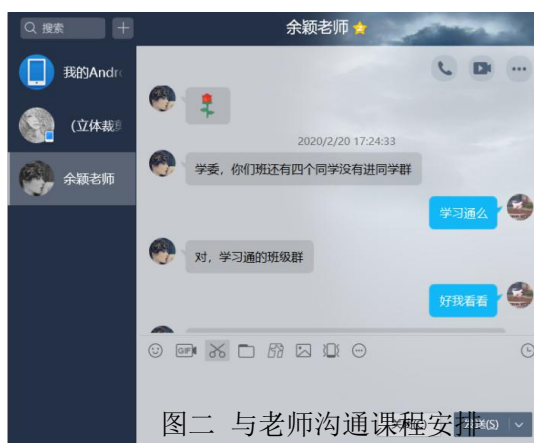 搜索
余颖老师
我的Andr
(立体裁
余颖老师
2020/2/20 17:24:33
学委，你们班还有四个同学没有进同学群
学习通么
对，学习通的班级群
好我看看
GIF
图二 与老师沟通课程安排
(S)